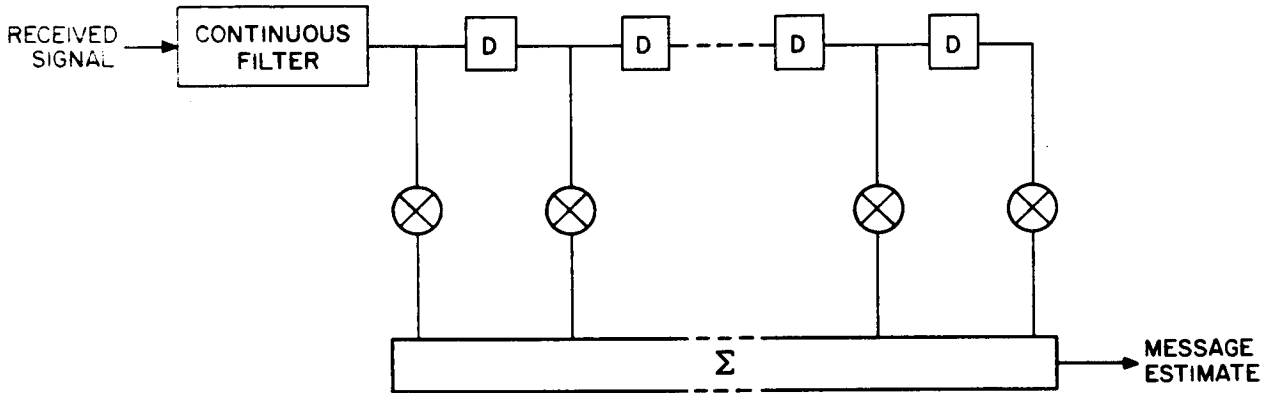 RECEIVED
SIGNAL
CONTINUOUS
FILTER
D
D
D
D
Σ
MESSAGE
ESTIMATE